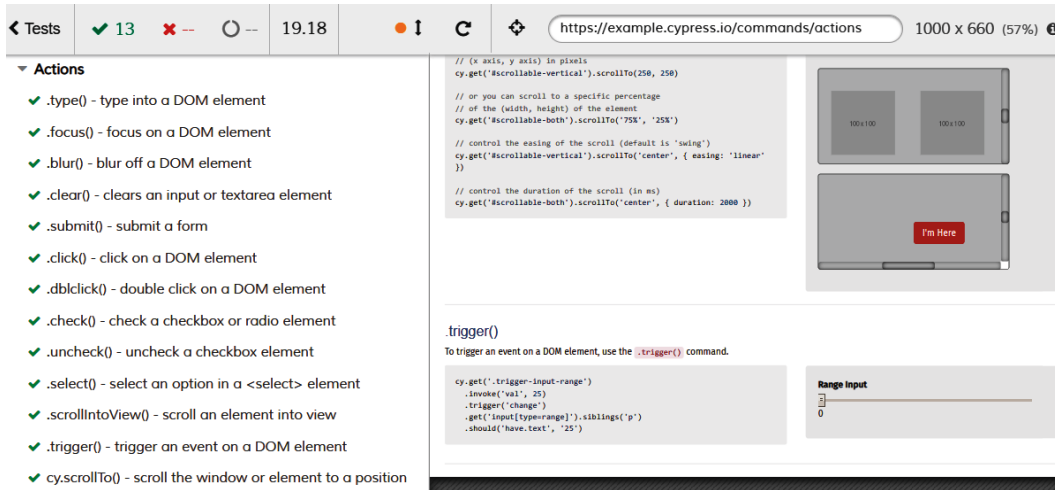 Tests
13
--
--
19.18
https://example.cypress.io/commands/actions
1000 x 660 (57%)
Actions
.type() - type into a DOM element
.focus() - focus on a DOM element
.blur() - blur off a DOM element
.clear() - clears an input or textarea element
.submit() - submit a form
.click() - click on a DOM element
.dblclick() - double click on a DOM element
.check() - check a checkbox or radio element
.uncheck() - uncheck a checkbox element
.select() - select an option in a <select> element
.scrollIntoView() - scroll an element into view
.trigger() - trigger an event on a DOM element
cy.scrollTo() - scroll the window or element to a position
// (x axis, y axis) in pixels
cy.get('#scrollable-vertical').scrollTo(250, 250)
// or you can scroll to a specific percentage
// of the (width, height) of the element
cy.get('#scrollable-both').scrollTo('75%', '25%')
// control the easing of the scroll (default is 'swing')
cy.get('#scrollable-vertical').scrollTo('center', { easing: 'linear'
})
// control the duration of the scroll (in ms)
cy.get('#scrollable-both').scrollTo('center', { duration: 2000 })
100 x 100
100 x 100
I'm Here
.trigger()
To trigger an event on a DOM element, use the .trigger() command.
cy.get('.trigger-input-range')
.invoke('val', 25)
.trigger('change')
.get('input[type=range]').siblings('p')
.should('have.text', '25')
Range Input
0